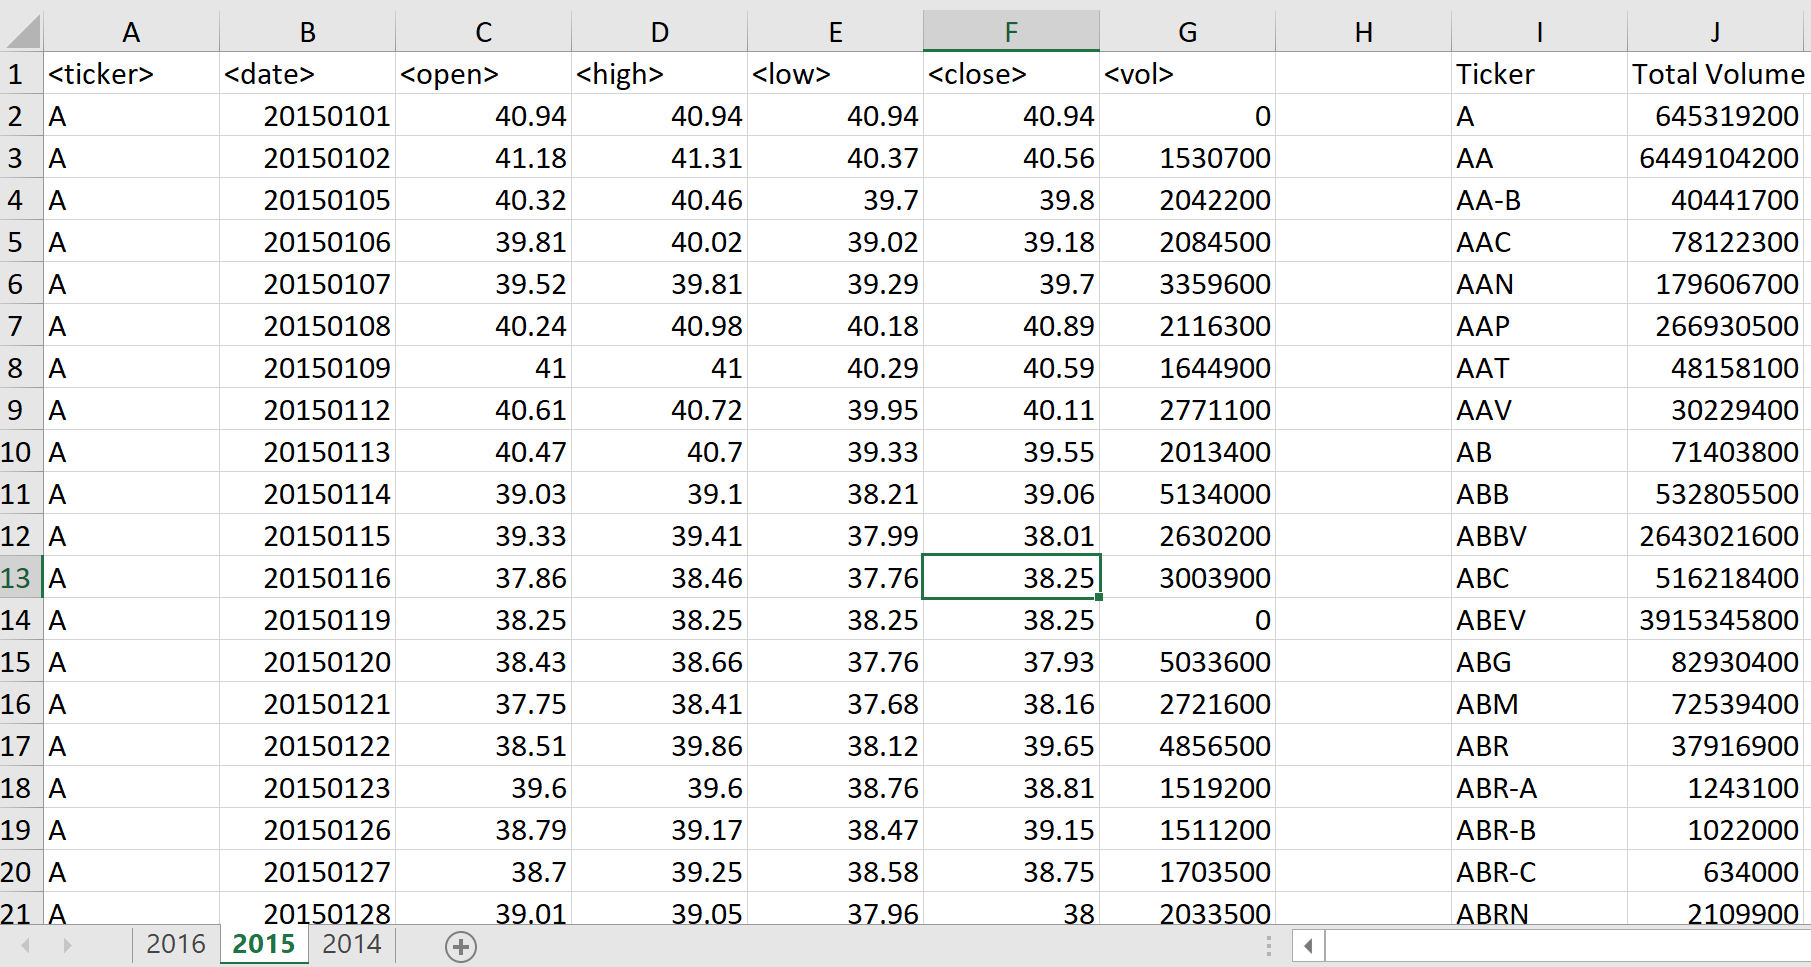 A B C D E F G H I J
1 <ticker> <date> <open> <high> <low> <close> <vol> Ticker Total Volume
2 A 20150101 40.94 40.94 40.94 40.94 0 A 645319200
3 A 20150102 41.18 41.31 40.37 40.56 1530700 AA 6449104200
4 A 20150105 40.32 40.46 39.7 39.8 2042200 AA-B 40441700
5 A 20150106 39.81 40.02 39.02 39.18 2084500 AAC 78122300
6 A 20150107 39.52 39.81 39.29 39.7 3359600 AAN 179606700
7 A 20150108 40.24 40.98 40.18 40.89 2116300 AAP 266930500
8 A 20150109 41 41 40.29 40.59 1644900 AAT 48158100
9 A 20150112 40.61 40.72 39.95 40.11 2771100 AAV 30229400
10 A 20150113 40.47 40.7 39.33 39.55 2013400 AB 71403800
11 A 20150114 39.03 39.1 38.21 39.06 5134000 ABB 532805500
12 A 20150115 39.33 39.41 37.99 38.01 2630200 ABBV 2643021600
13 A 20150116 37.86 38.46 37.76 38.25 3003900 ABC 516218400
14 A 20150119 38.25 38.25 38.25 38.25 0 ABEV 3915345800
15 A 20150120 38.43 38.66 37.76 37.93 5033600 ABG 82930400
16 A 20150121 37.75 38.41 37.68 38.16 2721600 ABM 72539400
17 A 20150122 38.51 39.86 38.12 39.65 4856500 ABR 37916900
18 A 20150123 39.6 39.6 38.76 38.81 1519200 ABR-A 1243100
19 A 20150126 38.79 39.17 38.47 39.15 1511200 ABR-B 1022000
20 A 20150127 38.7 39.25 38.58 38.75 1703500 ABR-C 634000
21 A 20150128 39.01 39.05 37.96 38 2033500 ABRN 2109900
2016 2015 2014